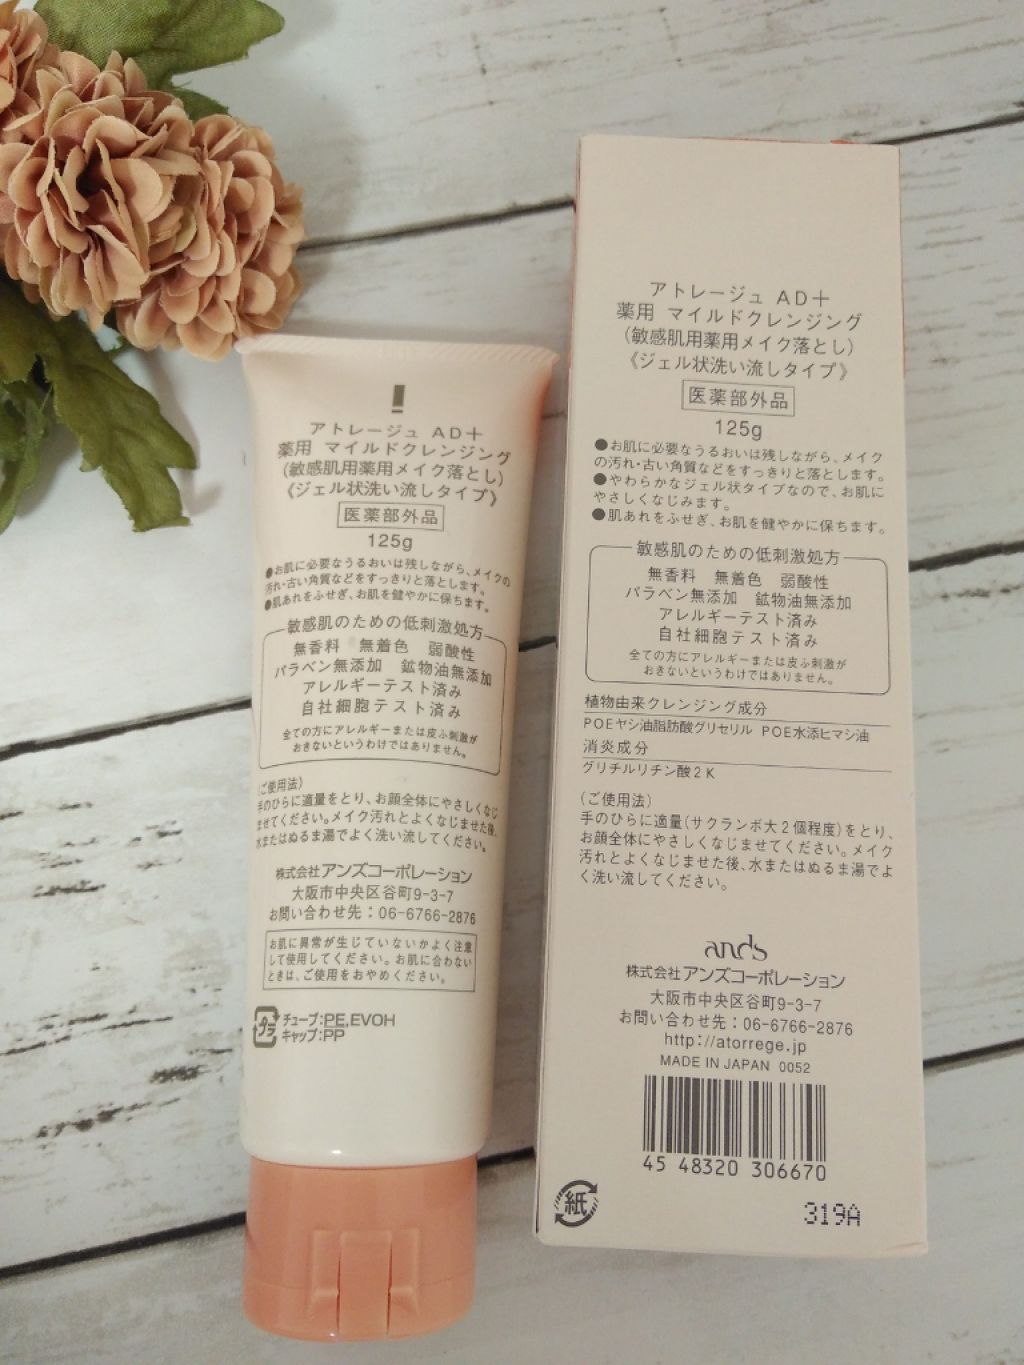 アトレージュ AD＋
薬用 マイルドクレンジング
(敏感肌用薬用メイク落とし)
《ジェル状洗い流しタイプ》
医薬部外品
125g
●お肌に必要なうるおいは残しながら、メイクの
汚れ・古い角質などをすっきりと落とします。
●肌あれをふせぎ、お肌を健やかに保ちます。
敏感肌のための低刺激処方
無香料 無着色 弱酸性
パラベン無添加 鉱物油無添加
アレルギーテスト済み
自社細胞テスト済み
全ての方にアレルギーまたは皮ふ刺激が
おきないというわけではありません。
(ご使用法)
手のひらに適量をとり、お顔全体にやさしくなじ
ませてください。メイク汚れとよくなじませた後、
水またはぬるま湯でよく洗い流してください。
株式会社アンズコーポレーション
大阪市中央区谷町9-3-7
お問い合わせ先：06-6766-2876
お肌に異常が生じていないかよく注意
して使用してください。お肌に合わない
ときは、ご使用をおやめください。
プラ チューブ:PE,EVOH
キャップ:PP
アトレージュ AD＋
薬用 マイルドクレンジング
(敏感肌用薬用メイク落とし)
《ジェル状洗い流しタイプ》
医薬部外品
125g
●お肌に必要なうるおいは残しながら、メイク
の汚れ・古い角質などをすっきりと落とします。
●やわらかなジェル状タイプなので、お肌に
やさしくなじみます。
●肌あれをふせぎ、お肌を健やかに保ちます。
敏感肌のための低刺激処方
無香料 無着色 弱酸性
パラベン無添加 鉱物油無添加
アレルギーテスト済み
自社細胞テスト済み
全ての方にアレルギーまたは皮ふ刺激が
おきないというわけではありません。
植物由来クレンジング成分
POEヤシ油脂肪酸グリセリル POE水添ヒマシ油
消炎成分
グリチルリチン酸2K
(ご使用法)
手のひらに適量(サクランボ大2個程度)をとり、
お顔全体にやさしくなじませてください。メイク
汚れとよくなじませた後、水またはぬるま湯でよ
く洗い流してください。
ands
株式会社アンズコーポレーション
大阪市中央区谷町9-3-7
お問い合わせ先：06-6766-2876
http://atorrege.jp
MADE IN JAPAN 0052
45 48320 306670
紙
319A